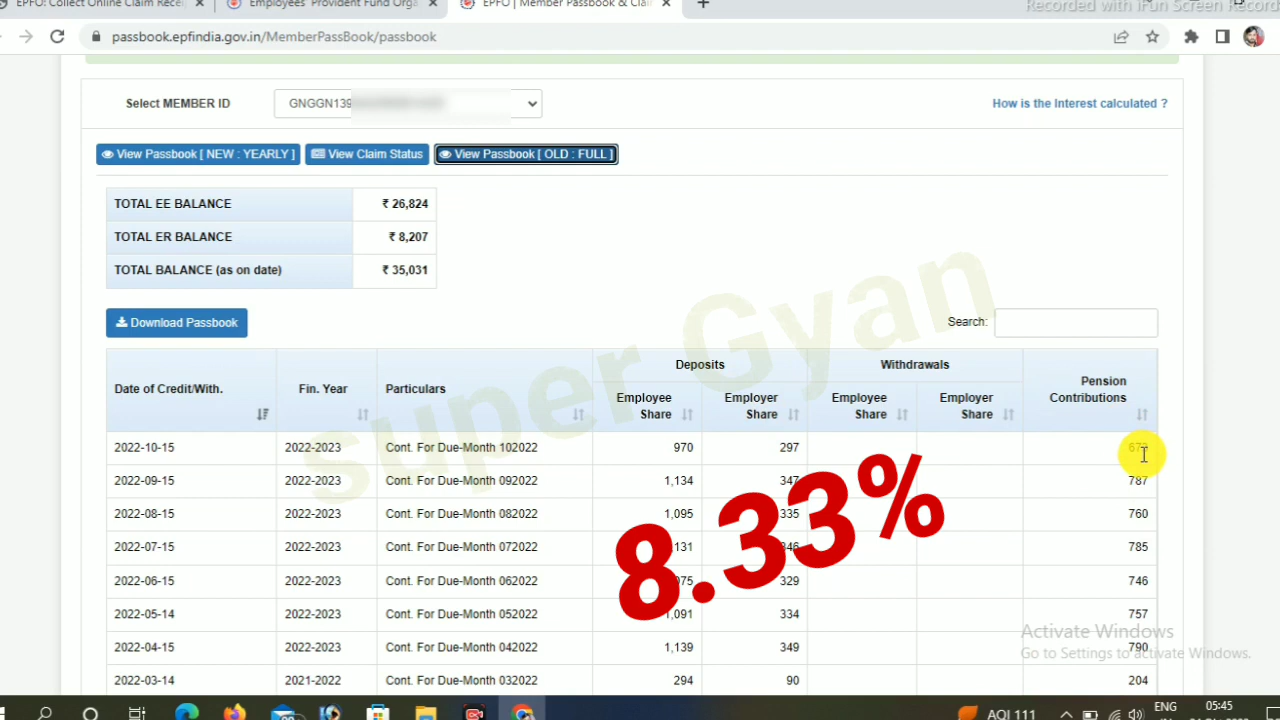 EPFO: Collect Online Claim Recei
Employees' Provident Fund Orga
EPFO | Member Passbook & Clai
Recorded with iFun Screen Record
passbook.epfindia.gov.in/MemberPassBook/passbook
Select MEMBER ID
GNGGN139
How is the Interest calculated ?
View Passbook [ NEW : YEARLY ]
View Claim Status
View Passbook [ OLD : FULL ]
TOTAL EE BALANCE ₹ 26,824
TOTAL ER BALANCE ₹ 8,207
TOTAL BALANCE (as on date) ₹ 35,031
super Gyan
Download Passbook
Search:
Date of Credit/With. Fin. Year Particulars Deposits Withdrawals Pension Contributions
Employee Share Employer Share Employee Share Employer Share
2022-10-15 2022-2023 Cont. For Due-Month 102022 970 297
2022-09-15 2022-2023 Cont. For Due-Month 092022 1,134 347 787
2022-08-15 2022-2023 Cont. For Due-Month 082022 1,095 335 760
2022-07-15 2022-2023 Cont. For Due-Month 072022 785
2022-06-15 2022-2023 Cont. For Due-Month 062022 329 746
2022-05-14 2022-2023 Cont. For Due-Month 052022 1,091 334 757
2022-04-15 2022-2023 Cont. For Due-Month 042022 1,139 349 790
2022-03-14 2021-2022 Cont. For Due-Month 032022 294 90 204
8.33%
Activate Windows
Go to Settings to activate Windows.
AQI 111
ENG
05:45